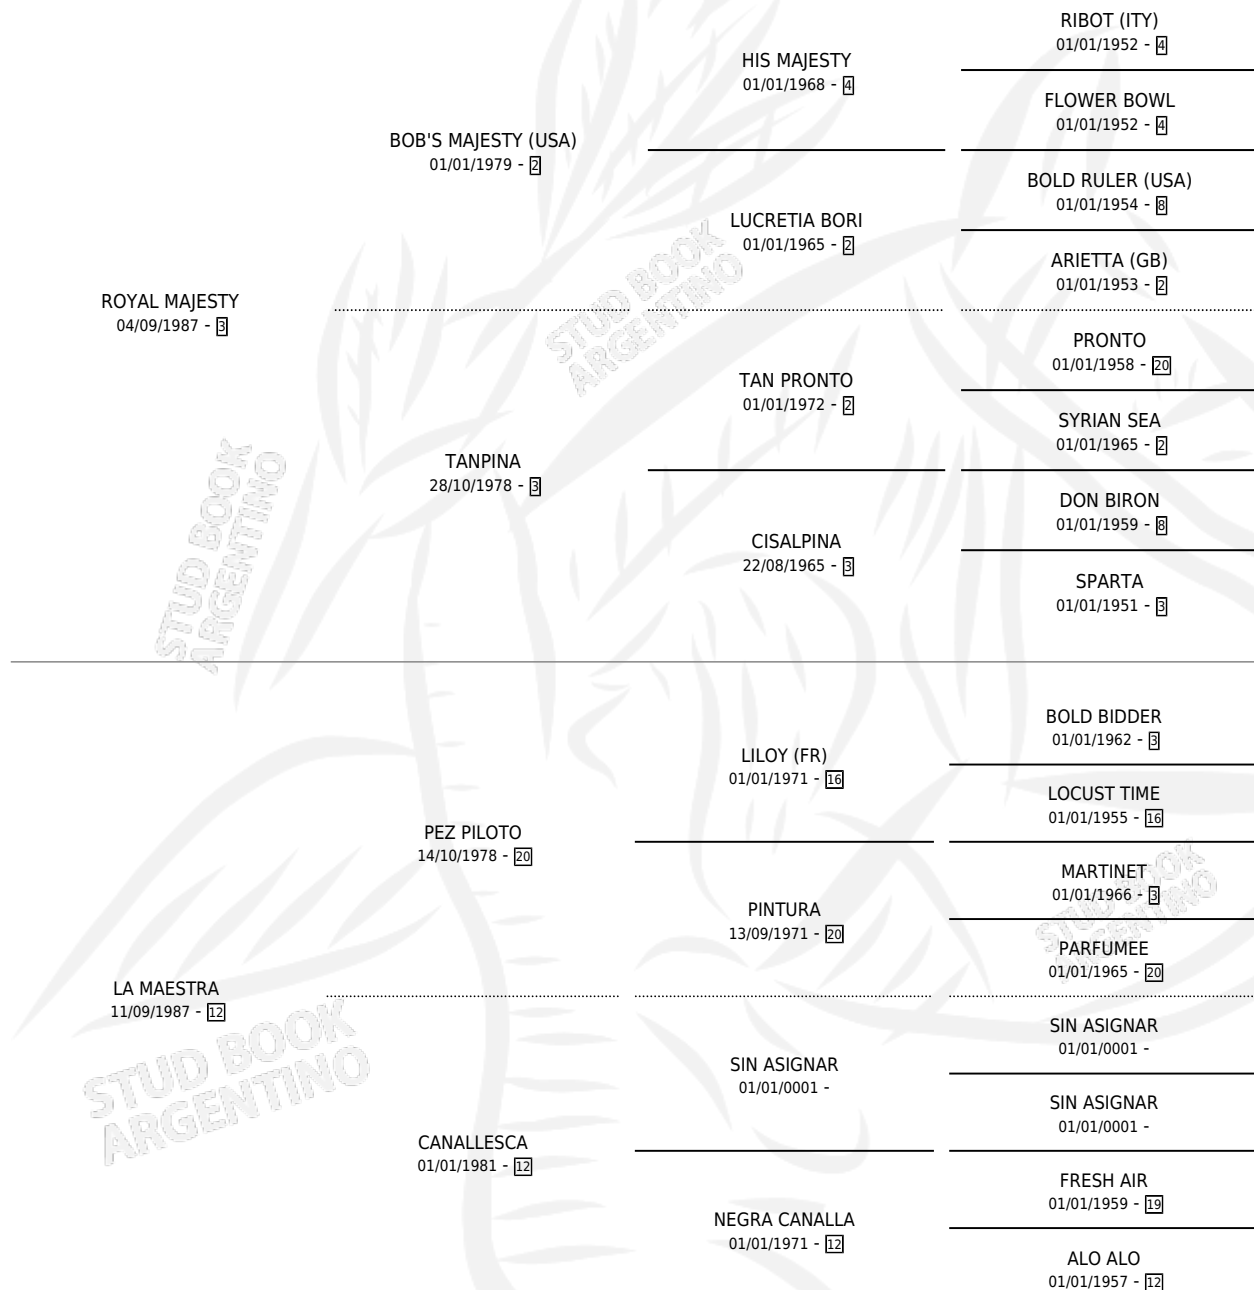 RIBOT (ITY)
01/01/1952 - 4
HIS MAJESTY
01/01/1968 - 4
FLOWER BOWL
01/01/1952 - 4
BOB'S MAJESTY (USA)
01/01/1979 - 2
BOLD RULER (USA)
01/01/1954 - 8
LUCRETIA BORI
01/01/1965 - 2
ARIETTA (GB)
01/01/1953 - 2
ROYAL MAJESTY
04/09/1987 - 3
PRONTO
01/01/1958 - 20
TAN PRONTO
01/01/1972 - 2
SYRIAN SEA
01/01/1965 - 2
TANPINA
28/10/1978 - 3
DON BIRON
01/01/1959 - 8
CISALPINA
22/08/1965 - 3
SPARTA
01/01/1951 - 3
BOLD BIDDER
01/01/1962 - 3
LILOY (FR)
01/01/1971 - 16
LOCUST TIME
01/01/1955 - 16
PEZ PILOTO
14/10/1978 - 20
MARTINET
01/01/1966 - 3
PINTURA
13/09/1971 - 20
PARFUMEE
01/01/1965 - 20
LA MAESTRA
11/09/1987 - 12
SIN ASIGNAR
01/01/0001 -
SIN ASIGNAR
01/01/0001 -
SIN ASIGNAR
01/01/0001 -
CANALLESCA
01/01/1981 - 12
FRESH AIR
01/01/1959 - 19
NEGRA CANALLA
01/01/1971 - 12
ALO ALO
01/01/1957 - 12
STUD BOOK
ARGENTINO
STUD BOOK
ARGENTINO
STUD BOOK
ARGENTINO
STUD BOOK
ARGENTINO